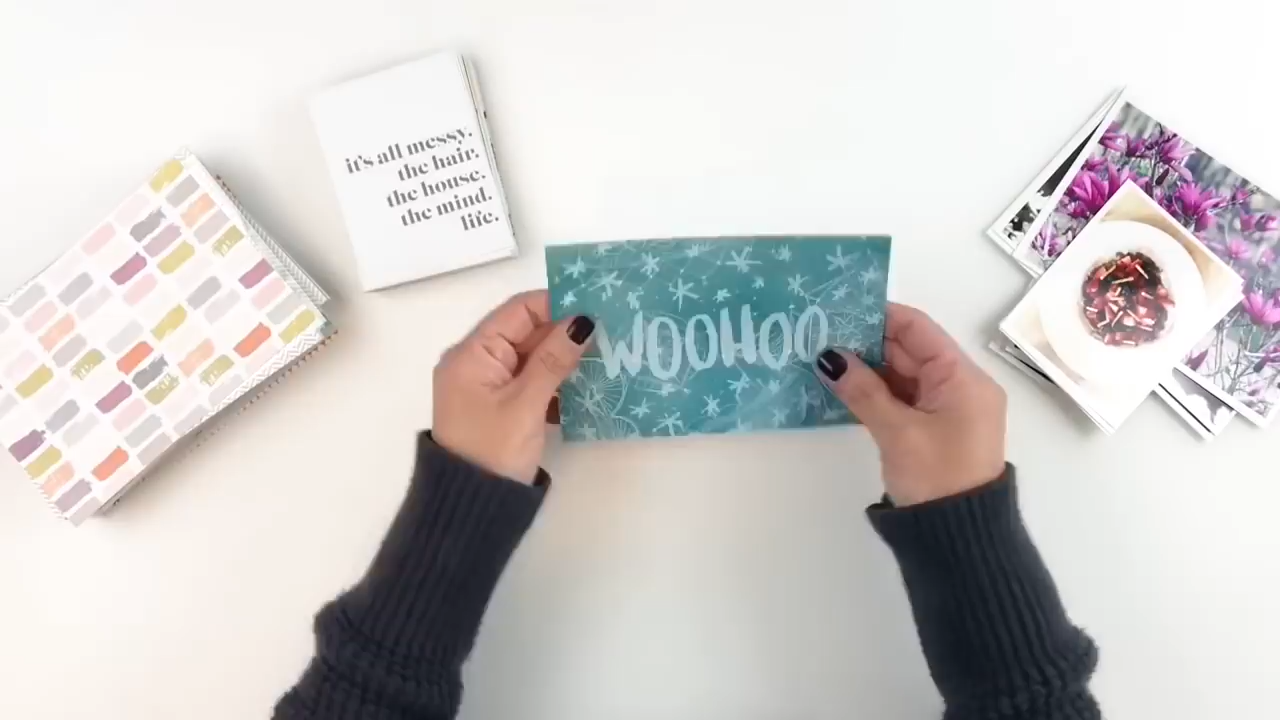 it's all messy.
the hair.
the house.
the mind.
life.
WOOHOO